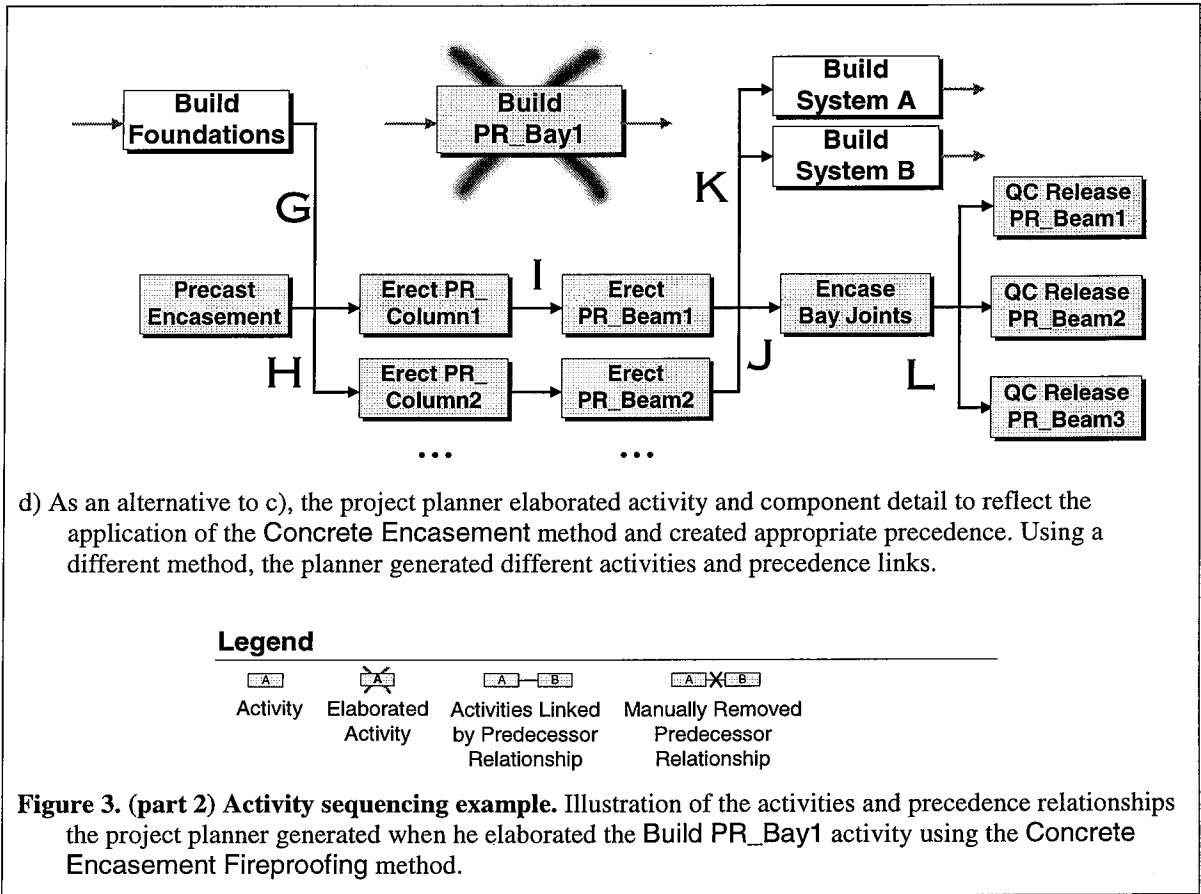 Build
Foundations
Build
PR_Bay1
Build
System A
Build
System B
G
K
QC Release
PR_Beam1
Precast
Encasement
Erect PR_
Column1
I
Erect
PR_Beam1
Encase
Bay Joints
QC Release
PR_Beam2
H
Erect PR_
Column2
Erect
PR_Beam2
J
L
QC Release
PR_Beam3
...
...
d) As an alternative to c), the project planner elaborated activity and component detail to reflect the
application of the Concrete Encasement method and created appropriate precedence. Using a
different method, the planner generated different activities and precedence links.
Legend
A
A
A B
A B
Activity
Elaborated
Activity
Activities Linked
by Predecessor
Relationship
Manually Removed
Predecessor
Relationship
Figure 3. (part 2) Activity sequencing example. Illustration of the activities and precedence relationships
the project planner generated when he elaborated the Build PR_Bay1 activity using the Concrete
Encasement Fireproofing method.